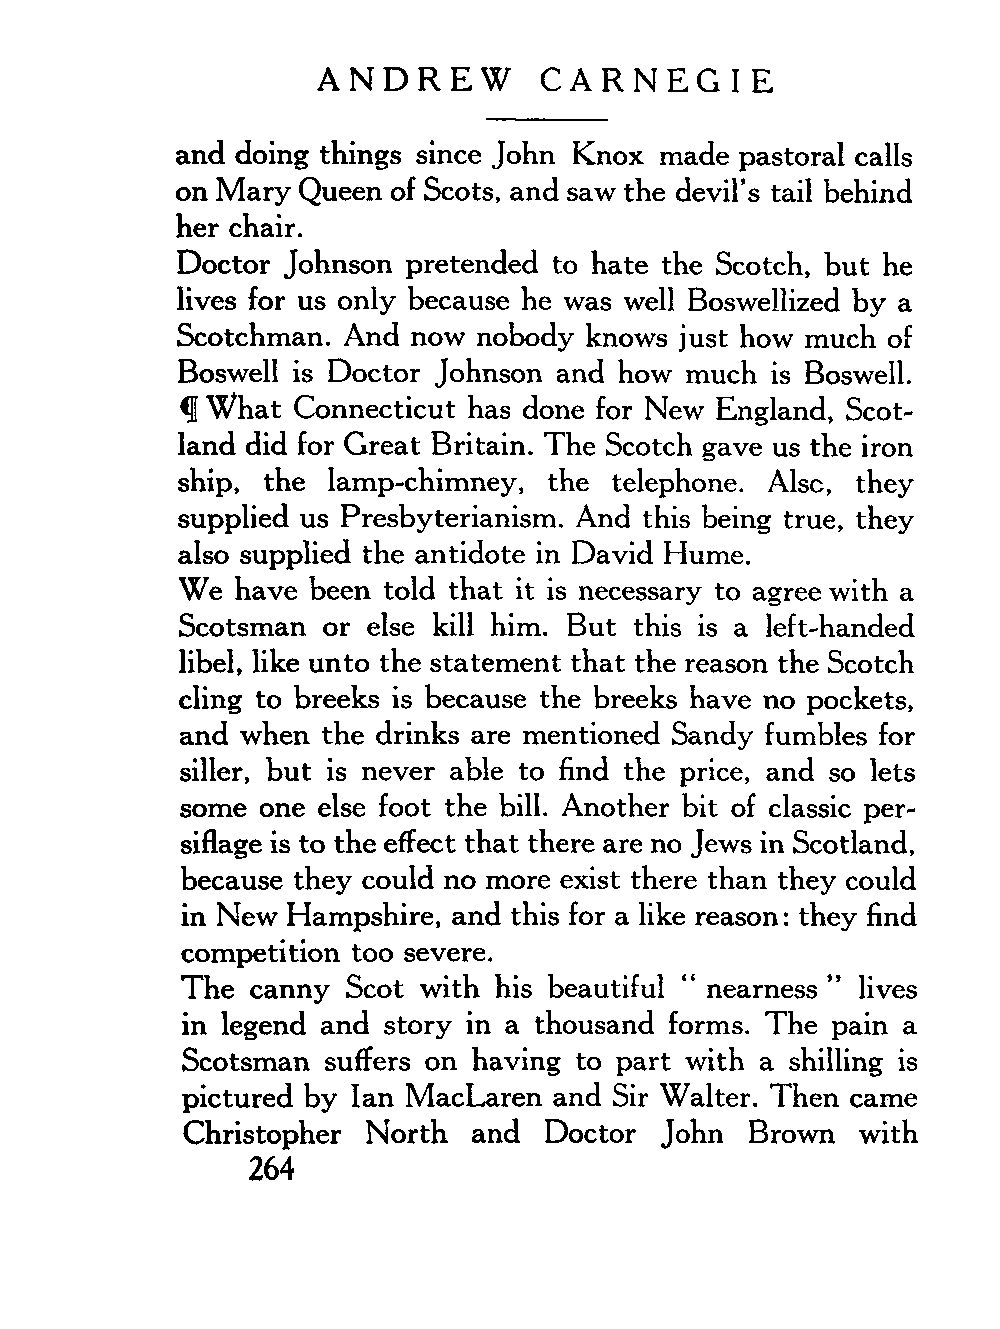 ANDREW CARNEGIE
and doing things since John Knox made pastoral calls
on Mary Queen of Scots, and saw the devil's tail behind
her chair.
Doctor Johnson pretended to hate the Scotch, but he
lives for us only because he was well Boswellized by a
Scotchman. And now nobody knows just how much of
Boswell is Doctor Johnson and how much is Boswell.
¶ What Connecticut has done for New England, Scot-
land did for Great Britain. The Scotch gave us the iron
ship, the lamp-chimney, the telephone. Also, they
supplied us Presbyterianism. And this being true, they
also supplied the antidote in David Hume.
We have been told that it is necessary to agree with a
Scotsman or else kill him. But this is a left-handed
libel, like unto the statement that the reason the Scotch
cling to breeks is because the breeks have no pockets,
and when the drinks are mentioned Sandy fumbles for
siller, but is never able to find the price, and so lets
some one else foot the bill. Another bit of classic per-
siflage is to the effect that there are no Jews in Scotland,
because they could no more exist there than they could
in New Hampshire, and this for a like reason: they find
competition too severe.
The canny Scot with his beautiful " nearness " lives
in legend and story in a thousand forms. The pain a
Scotsman suffers on having to part with a shilling is
pictured by Ian MacLaren and Sir Walter. Then came
Christopher North and Doctor John Brown with
264